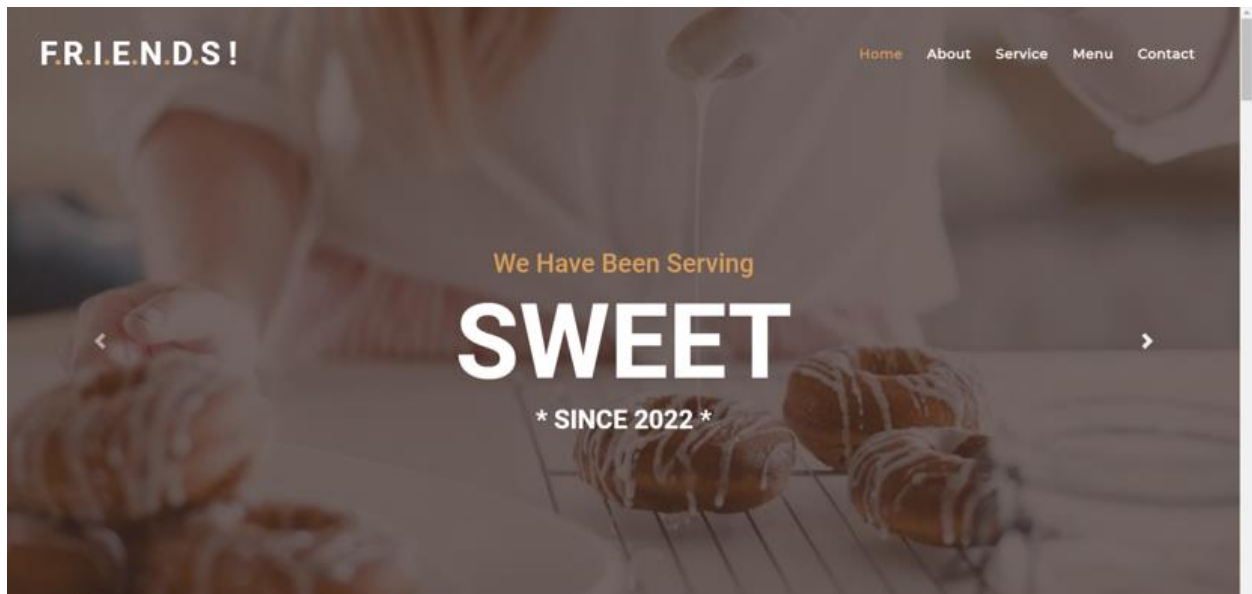 F.R.I.E.N.D.S !
Home About Service Menu Contact
We Have Been Serving
SWEET
* SINCE 2022 *